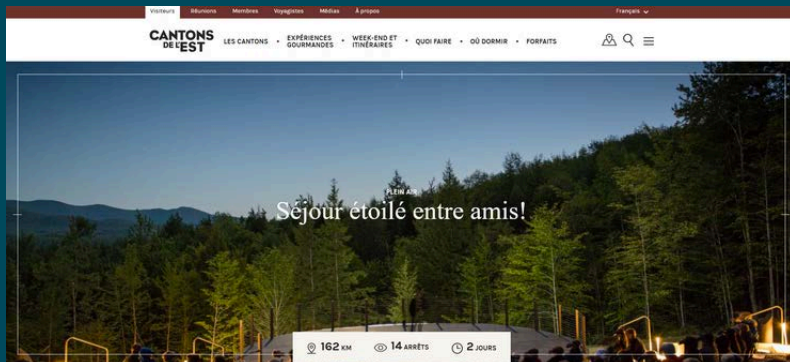 Visiteurs Réunions Membres Voyagistes Médias À propos Français
CANTONS
DE L'EST
LES CANTONS • EXPÉRIENCES GOURMANDES • WEEK-END ET ITINÉRAIRES • QUOI FAIRE • OÙ DORMIR • FORFAITS
PLEIN AIR
Séjour étoilé entre amis!
162 KM 14 ARRÊTS 2 JOURS